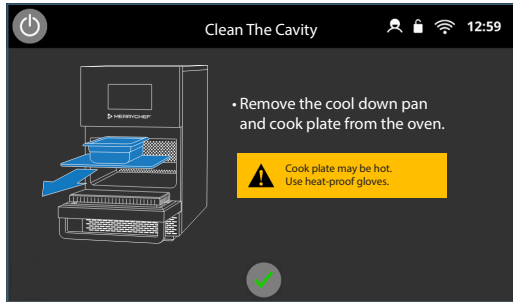 Clean The Cavity
12:59
MERRYCHEF
• Remove the cool down pan
and cook plate from the oven.
Cook plate may be hot.
Use heat-proof gloves.